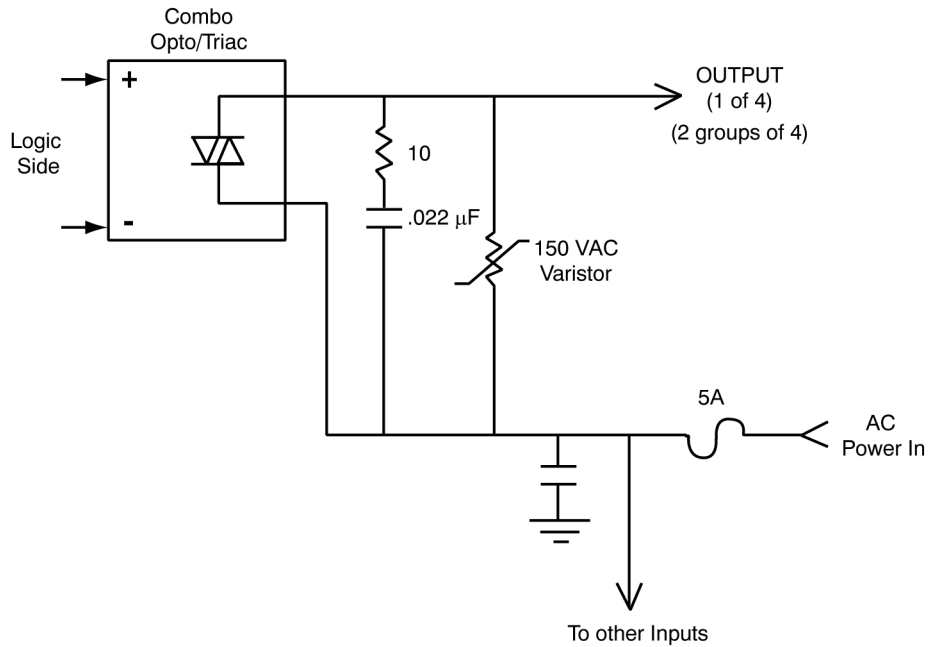 Combo
Opto/Triac
+
OUTPUT
(1 of 4)
(2 groups of 4)
Logic
Side
10
-
.022 μF
150 VAC
Varistor
5A
AC
Power In
To other Inputs